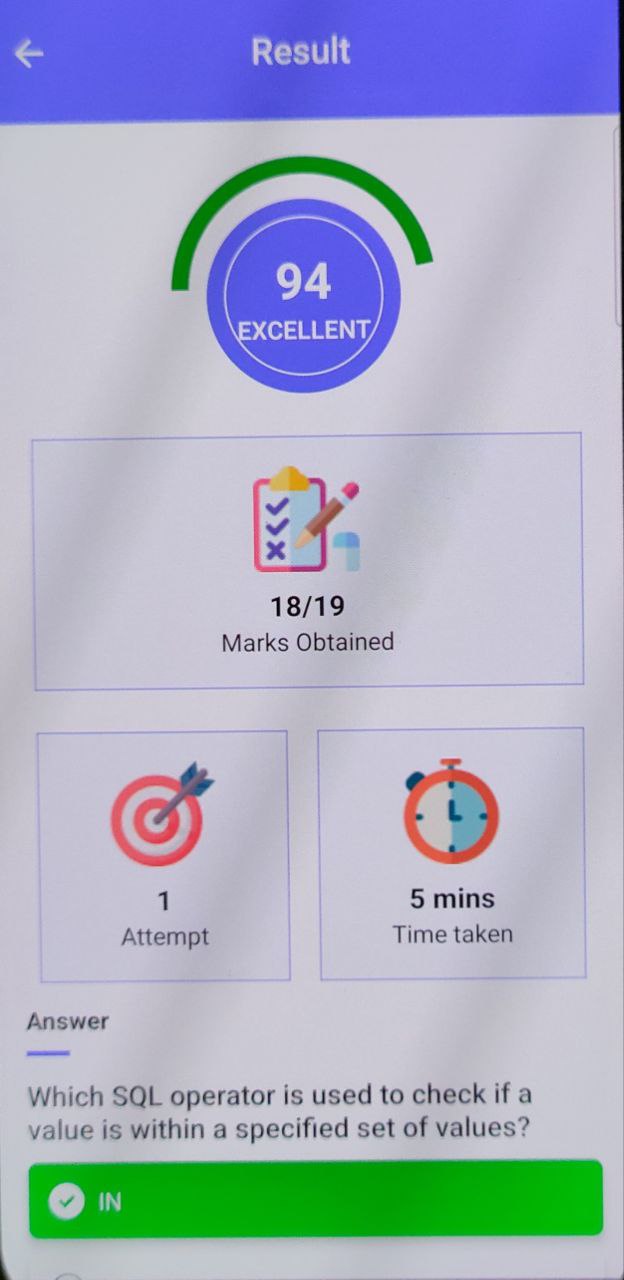 Result
94
EXCELLENT
18/19
Marks Obtained
1
Attempt
5 mins
Time taken
Answer
Which SQL operator is used to check if a
value is within a specified set of values?
IN